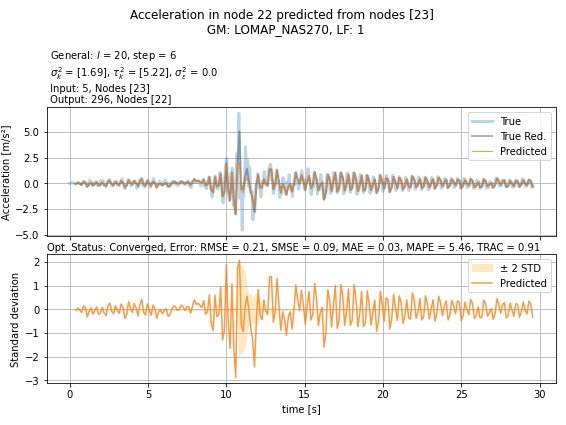 Acceleration in node 22 predicted from nodes [23]
GM: LOMAP_NAS270, LF: 1
General: l = 20, step = 6
σ²ₖ = [1.69], τ²ₖ = [5.22], σ²ε = 0.0
Input: 5, Nodes [23]
Output: 296, Nodes [22]
Acceleration [m/s²]
5.0
2.5
0.0
−2.5
−5.0
True
True Red.
Predicted
Opt. Status: Converged, Error: RMSE = 0.21, SMSE = 0.09, MAE = 0.03, MAPE = 5.46, TRAC = 0.91
Standard deviation
2
1
0
−1
−2
−3
± 2 STD
Predicted
0 5 10 15 20 25 30
time [s]